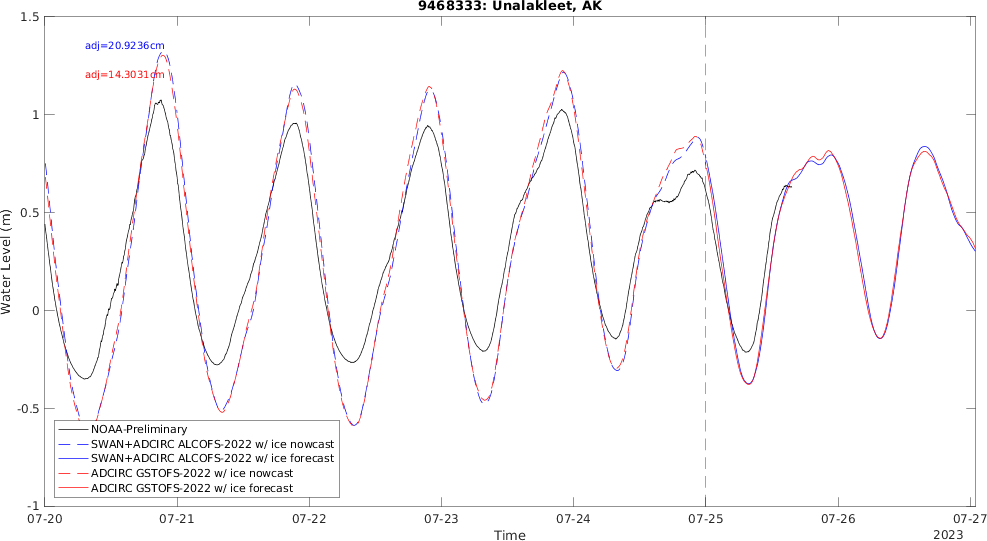 9468333: Unalakleet, AK
adj=20.9236cm
adj=14.3031cm
Water Level (m)
1.5
1
0.5
0
-0.5
-1
NOAA-Preliminary
SWAN+ADCIRC ALCOFS-2022 w/ ice nowcast
SWAN+ADCIRC ALCOFS-2022 w/ ice forecast
ADCIRC GSTOFS-2022 w/ ice nowcast
ADCIRC GSTOFS-2022 w/ ice forecast
07-20 07-21 07-22 07-23 07-24 07-25 07-26 07-27
Time
2023